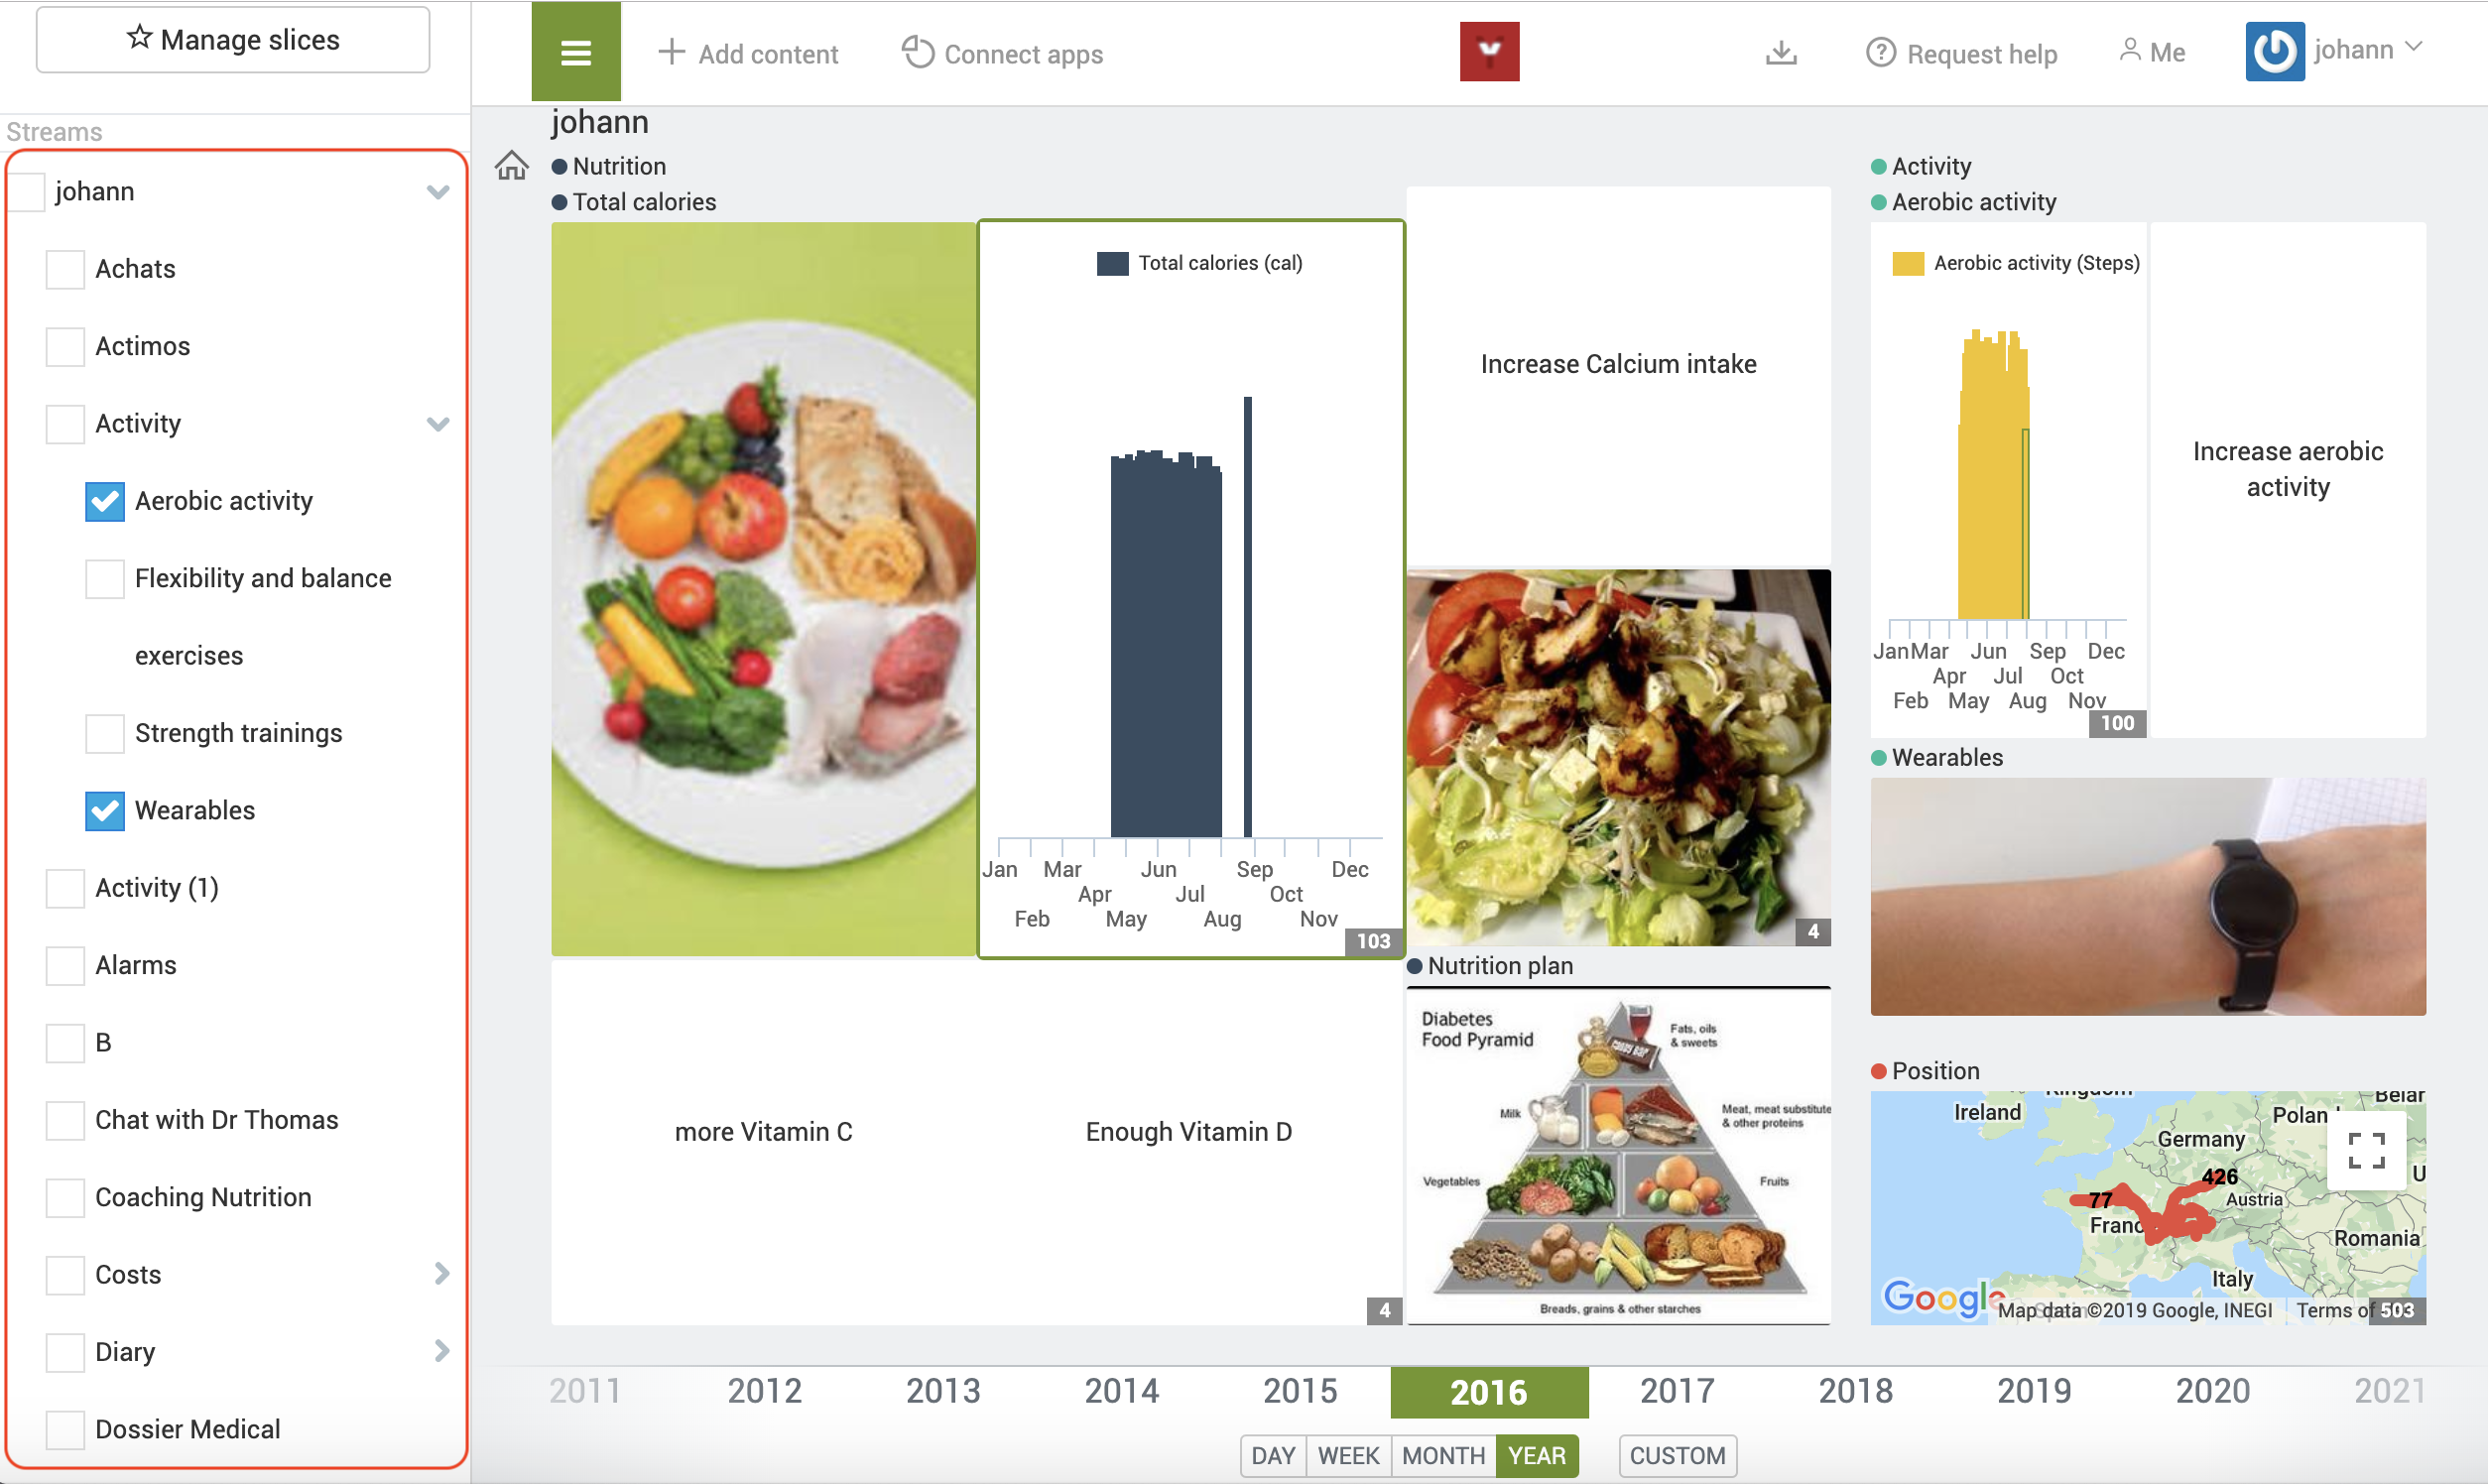 Manage slices
Add content
Connect apps
Request help
Me
johann
Streams
johann
Achats
Actimos
Activity
Aerobic activity
Flexibility and balance
exercises
Strength trainings
Wearables
Activity (1)
Alarms
B
Chat with Dr Thomas
Coaching Nutrition
Costs
Diary
Dossier Medical
johann
Nutrition
Total calories
Total calories (cal)
Jan Mar Jun Sep Dec
Apr Jul Oct
Feb May Aug Nov
103
Increase Calcium intake
4
more Vitamin C
Enough Vitamin D
4
Nutrition plan
Diabetes
Food Pyramid
Fats, oils
& sweets
CANDY BAR
Milk
Meat, meat substitute
& other proteins
Vegetables
Fruits
Breads, grains & other starches
Activity
Aerobic activity
Aerobic activity (Steps)
Jan Mar Jun Sep Dec
Apr Jul Oct
Feb May Aug Nov
100
Increase aerobic
activity
Wearables
Position
Kingdom
Ireland
Belar
Polan
Germany
426
U
77
Austria
Franc
Romania
Italy
Spain
Google
Map data ©2019 Google, INEGI
Terms of
503
2011 2012 2013 2014 2015 2016 2017 2018 2019 2020 2021
DAY WEEK MONTH YEAR CUSTOM